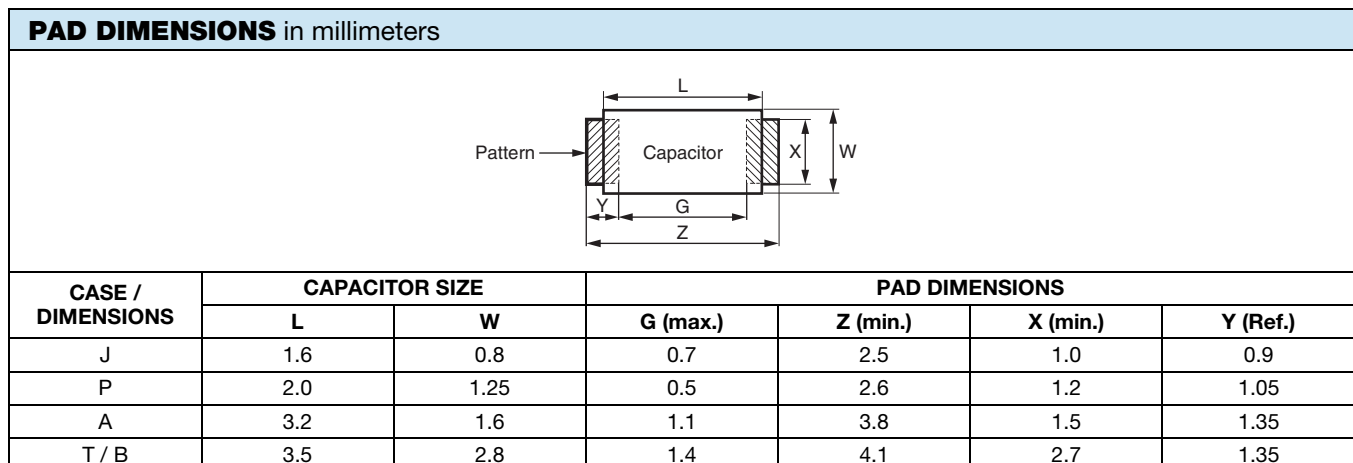 PAD DIMENSIONS in millimeters
L
Pattern
Capacitor
X
W
Y
G
Z
CASE / DIMENSIONS CAPACITOR SIZE PAD DIMENSIONS
L W G (max.) Z (min.) X (min.) Y (Ref.)
J 1.6 0.8 0.7 2.5 1.0 0.9
P 2.0 1.25 0.5 2.6 1.2 1.05
A 3.2 1.6 1.1 3.8 1.5 1.35
T / B 3.5 2.8 1.4 4.1 2.7 1.35